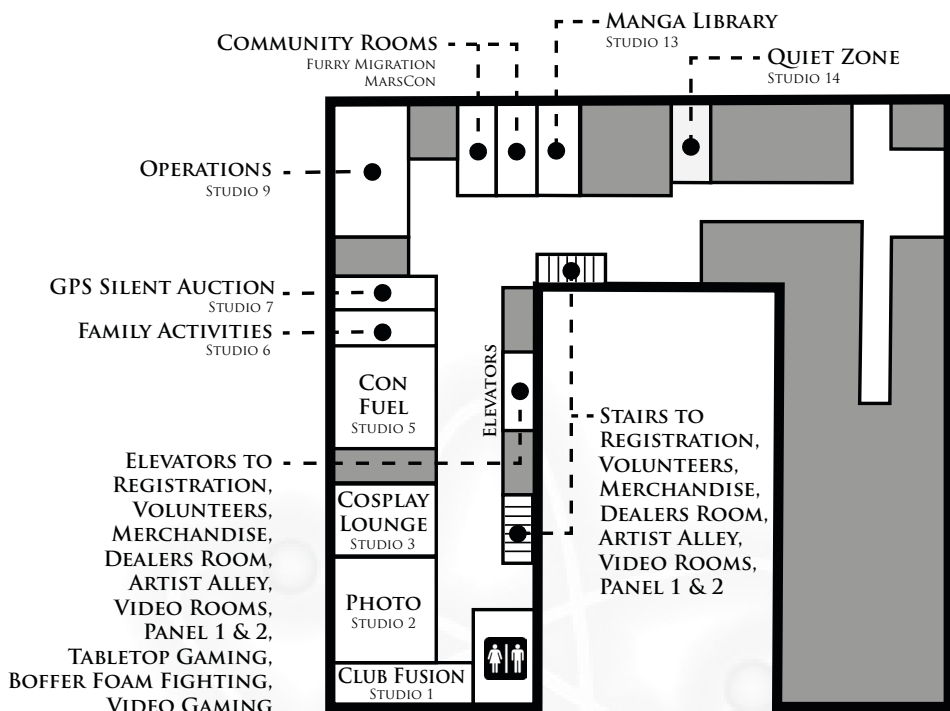 Manga Library
Studio 13
Community Rooms
Furry Migration
MarsCon
Quiet Zone
Studio 14
Operations
Studio 9
GPS Silent Auction
Studio 7
Family Activities
Studio 6
Con
Fuel
Studio 5
Elevators
Elevators to
Registration,
Volunteers,
Merchandise,
Dealers Room,
Artist Alley,
Video Rooms,
Panel 1 & 2,
Tabletop Gaming,
Boffer Foam Fighting,
Video Gaming
Stairs to
Registration,
Volunteers,
Merchandise,
Dealers Room,
Artist Alley,
Video Rooms,
Panel 1 & 2
Cosplay
Lounge
Studio 3
Photo
Studio 2
Club Fusion
Studio 1